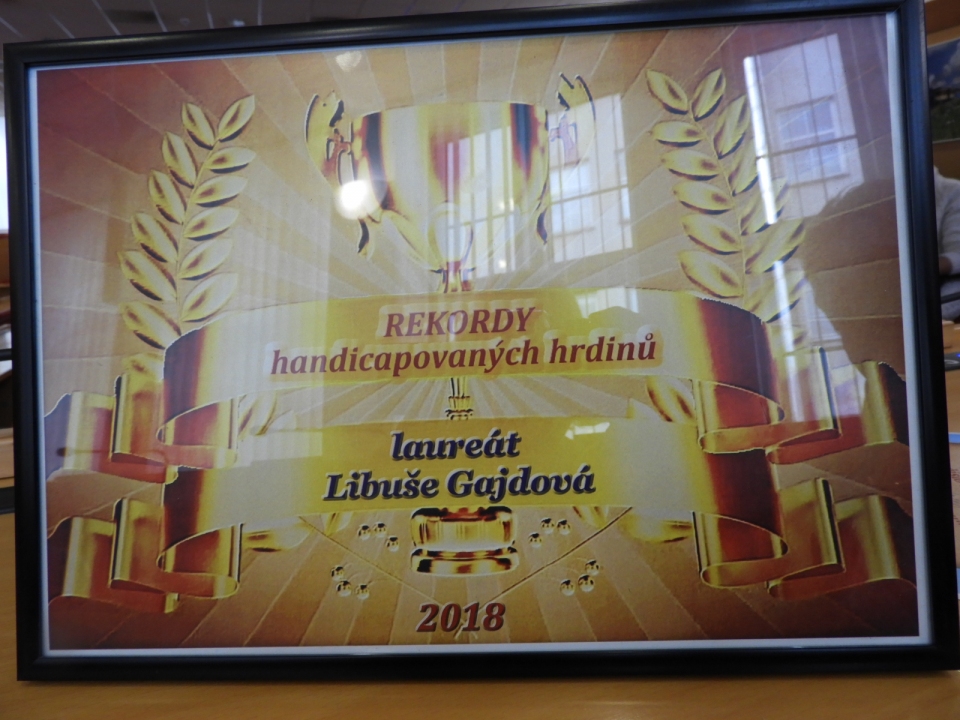 REKORDY
handicapovaných hrdinů
laureát
Libuše Gajdová
2018